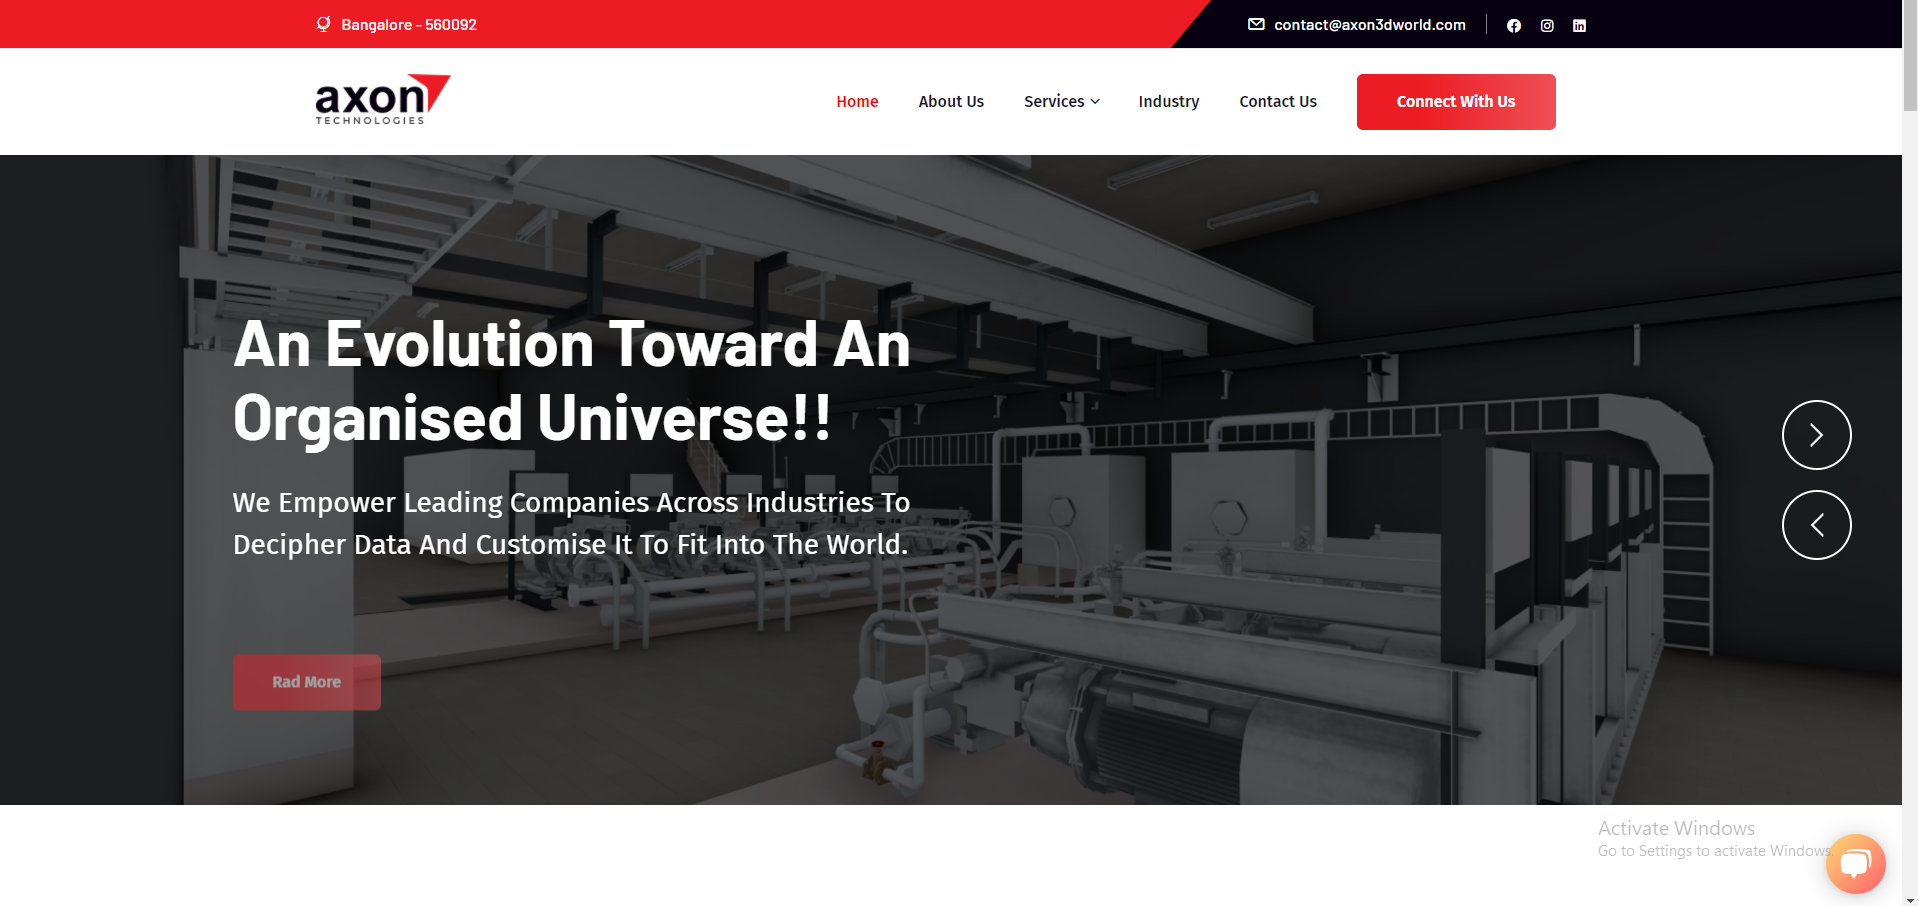 Bangalore - 560092
contact@axon3dworld.com
axon
TECHNOLOGIES
Home
About Us
Services
Industry
Contact Us
Connect With Us
An Evolution Toward An
Organised Universe!!
We Empower Leading Companies Across Industries To
Decipher Data And Customise It To Fit Into The World.
Rad More
Activate Windows
Go to Settings to activate Windows.